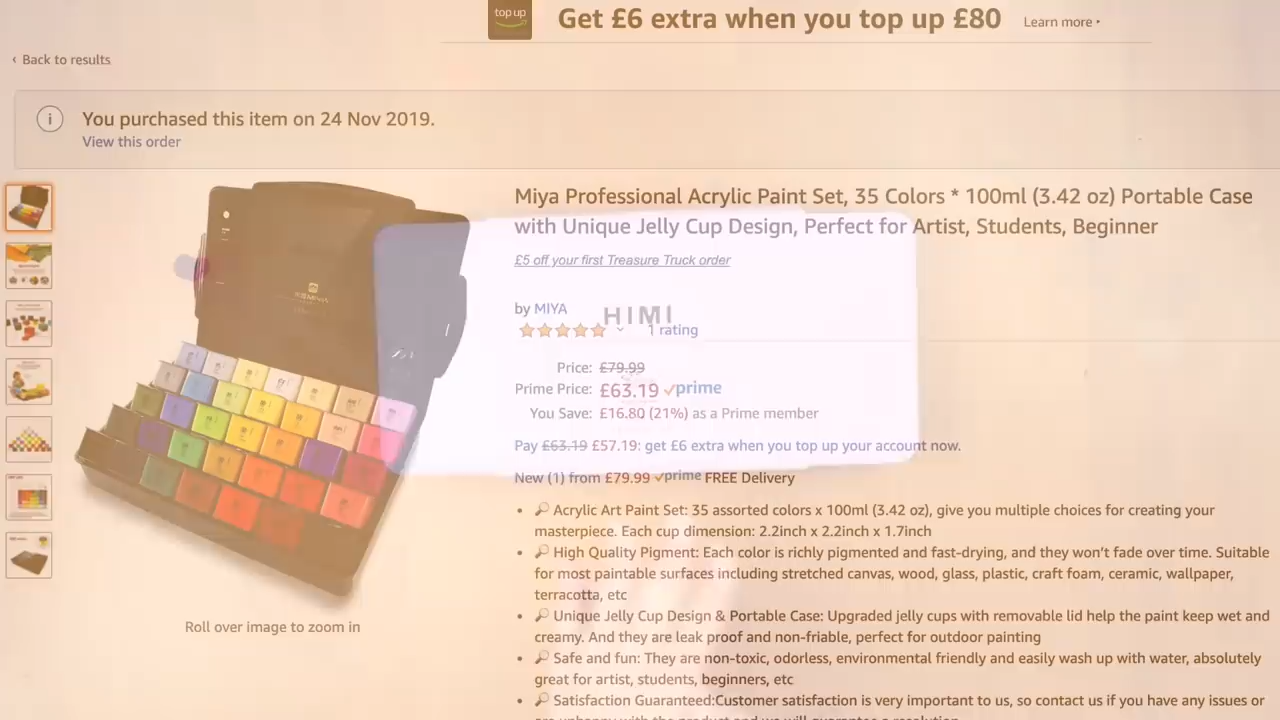 top up
Get £6 extra when you top up £80
Learn more
Back to results
You purchased this item on 24 Nov 2019.
View this order
Miya Professional Acrylic Paint Set, 35 Colors * 100ml (3.42 oz) Portable Case
with Unique Jelly Cup Design, Perfect for Artist, Students, Beginner
£5 off your first Treasure Truck order
by MIYA
HIMI
1 rating
Price: £79.99
Prime Price: £63.19 prime
You Save: £16.80 (21%) as a Prime member
Pay £63.19 £57.19: get £6 extra when you top up your account now.
New (1) from £79.99 prime FREE Delivery
• Acrylic Art Paint Set: 35 assorted colors x 100ml (3.42 oz), give you multiple choices for creating your
masterpiece. Each cup dimension: 2.2inch x 2.2inch x 1.7inch
• High Quality Pigment: Each color is richly pigmented and fast-drying, and they won’t fade over time. Suitable
for most paintable surfaces including stretched canvas, wood, glass, plastic, craft foam, ceramic, wallpaper,
terracotta, etc
• Unique Jelly Cup Design & Portable Case: Upgraded jelly cups with removable lid help the paint keep wet and
creamy. And they are leak proof and non-friable, perfect for outdoor painting
• Safe and fun: They are non-toxic, odorless, environmental friendly and easily wash up with water, absolutely
great for artist, students, beginners, etc
• Satisfaction Guaranteed:Customer satisfaction is very important to us, so contact us if you have any issues or
Roll over image to zoom in